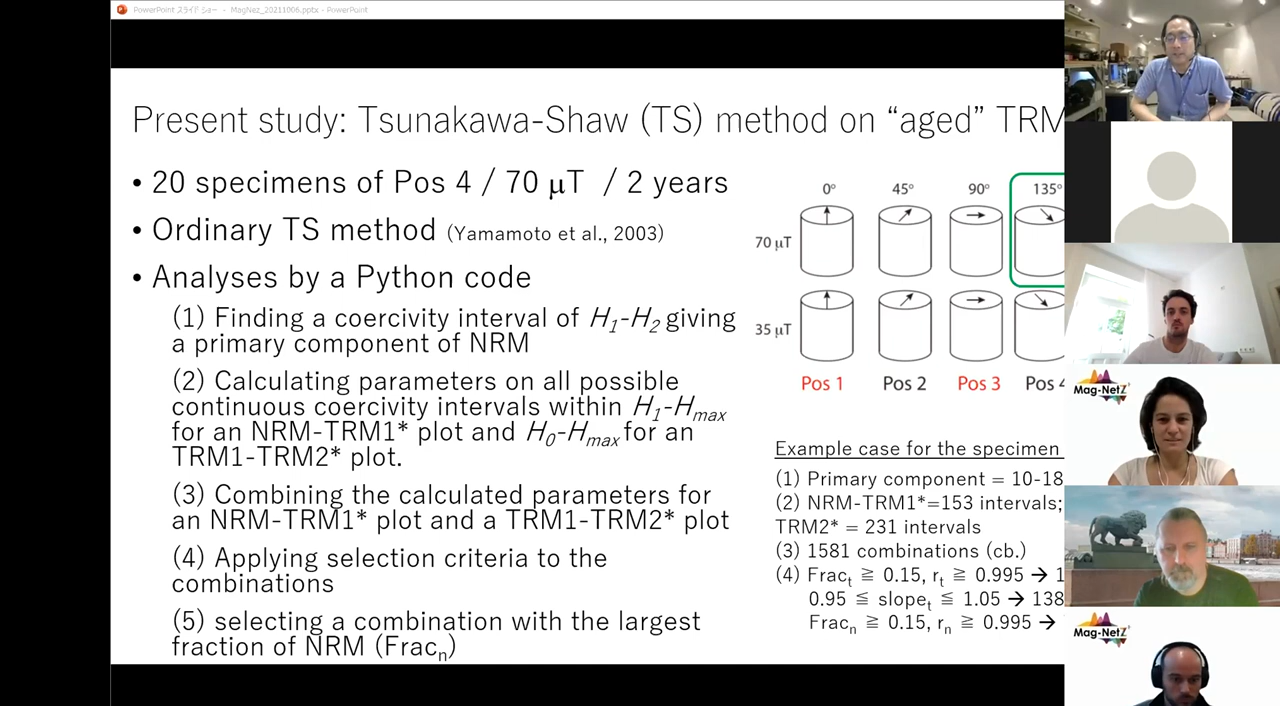 PowerPoint スライド ショー - MagNez_20211006.pptx - PowerPoint
Present study: Tsunakawa-Shaw (TS) method on “aged” TRM
• 20 specimens of Pos 4 / 70 μT / 2 years
• Ordinary TS method (Yamamoto et al., 2003)
• Analyses by a Python code
(1) Finding a coercivity interval of H1-H2 giving
a primary component of NRM
(2) Calculating parameters on all possible
continuous coercivity intervals within H1-Hmax
for an NRM-TRM1* plot and H0-Hmax for an
TRM1-TRM2* plot.
(3) Combining the calculated parameters for
an NRM-TRM1* plot and a TRM1-TRM2* plot
(4) Applying selection criteria to the
combinations
(5) selecting a combination with the largest
fraction of NRM (Fracn)
0° 45° 90° 135°
70 μT
35 μT
Pos 1 Pos 2 Pos 3 Pos 4
Example case for the specimen
(1) Primary component = 10-18
(2) NRM-TRM1*=153 intervals;
TRM2* = 231 intervals
(3) 1581 combinations (cb.)
(4) Fract ≧ 0.15, rt ≧ 0.995 → 1
0.95 ≦ slopet ≦ 1.05 → 138
Fracn ≧ 0.15, rn ≧ 0.995 →
Mag-NetZ
Mag-NetZ